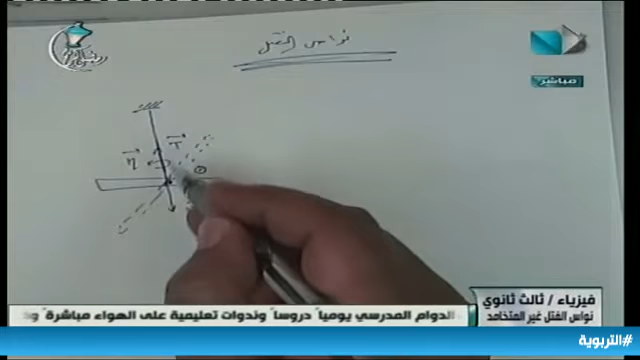 نواس الفتل
مباشر
T
η
فيزياء / ثالث ثانوي
نواس الفتل غير المتخامد
الدوام المدرسي يومياً دروساً وندوات تعليمية على الهواء مباشرة
#التربوية